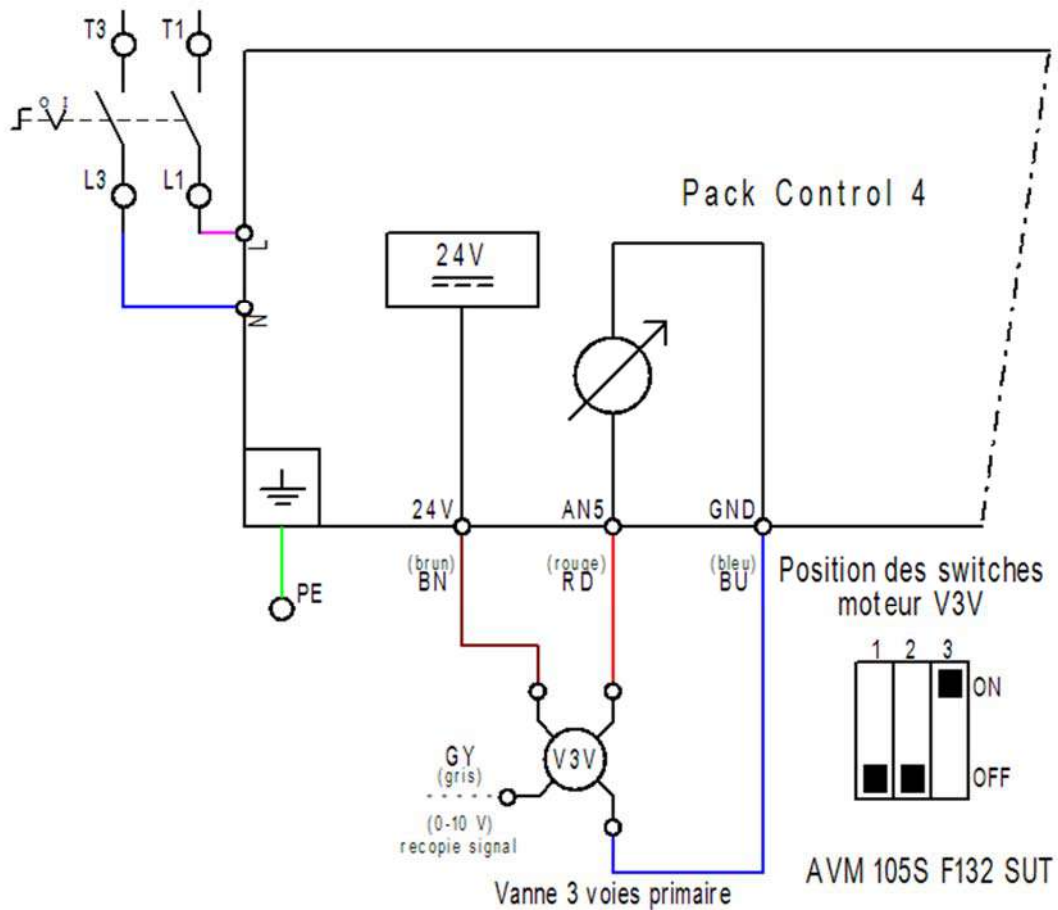 T3 T1
O I
L3 L1
L
N
Pack Control 4
24V
24V AN5 GND
(brun) (rouge) (bleu)
BN RD BU
PE
Position des switches
moteur V3V
1 2 3
ON
OFF
V3V
GY
(gris)
(0-10 V)
recopie signal
AVM 105S F132 SUT
Vanne 3 voies primaire